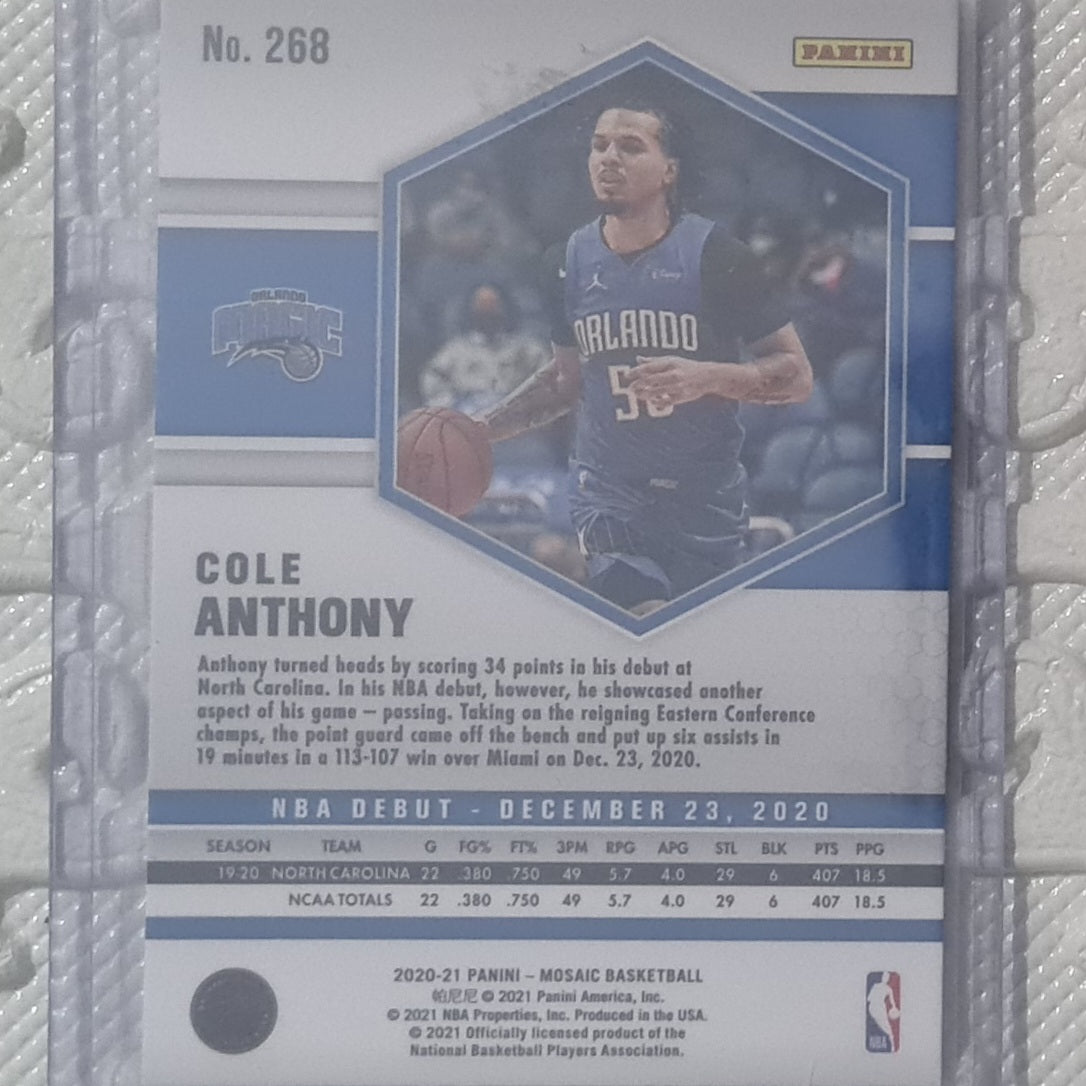 No. 268
PANINI
ORLANDO
MAGIC
Disney
ORLANDO
COLE
ANTHONY
Anthony turned heads by scoring 34 points in his debut at
North Carolina. In his NBA debut, however, he showcased another
aspect of his game – passing. Taking on the reigning Eastern Conference
champs, the point guard came off the bench and put up six assists in
19 minutes in a 113-107 win over Miami on Dec. 23, 2020.
NBA DEBUT - DECEMBER 23, 2020
SEASON TEAM G FG% FT% 3PM RPG APG STL BLK PTS PPG
19-20 NORTH CAROLINA 22 .380 .750 49 5.7 4.0 29 6 407 18.5
NCAA TOTALS 22 .380 .750 49 5.7 4.0 29 6 407 18.5
2020-21 PANINI – MOSAIC BASKETBALL
帕尼尼 © 2021 Panini America, Inc.
© 2021 NBA Properties, Inc. Produced in the USA.
© 2021 Officially licensed product of the
National Basketball Players Association.
NBA